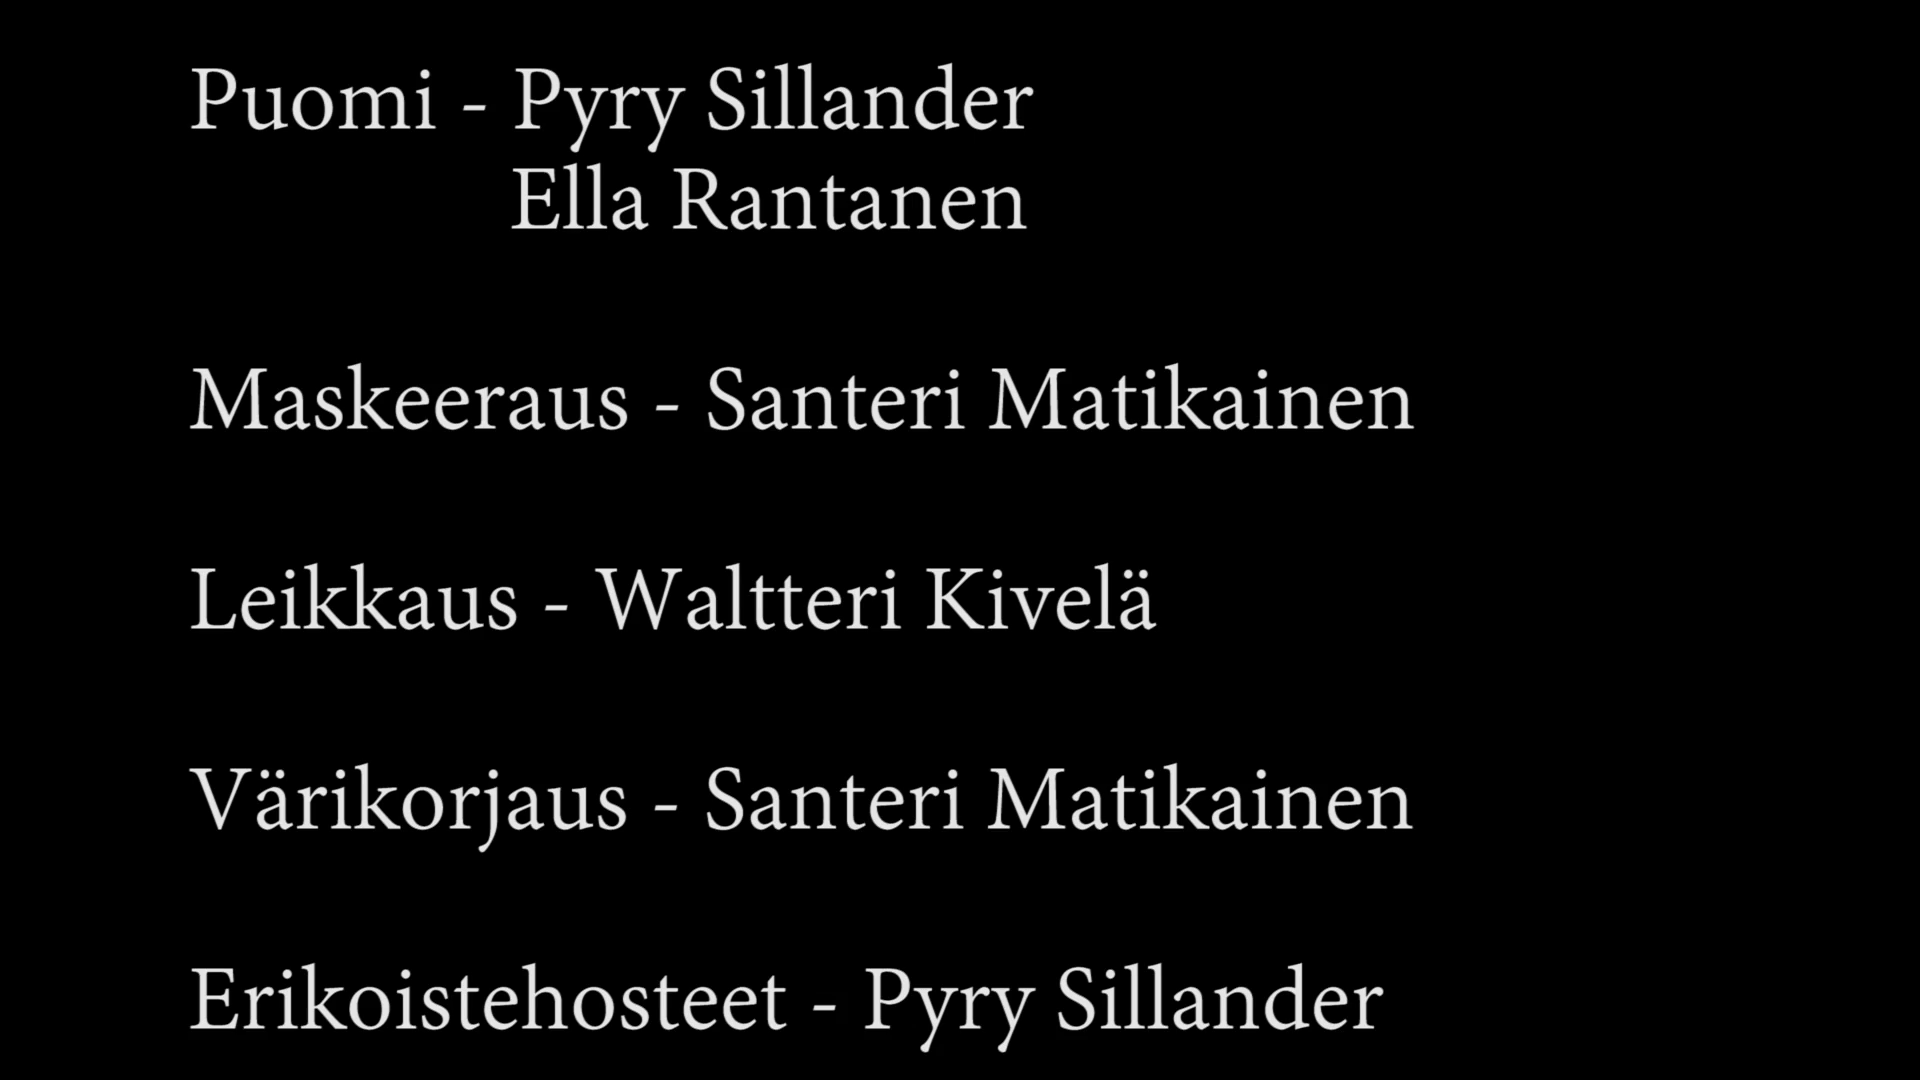 Puomi - Pyry Sillander
Ella Rantanen
Maskeeraus - Santeri Matikainen
Leikkaus - Waltteri Kivelä
Värikorjaus - Santeri Matikainen
Erikoistehosteet - Pyry Sillander